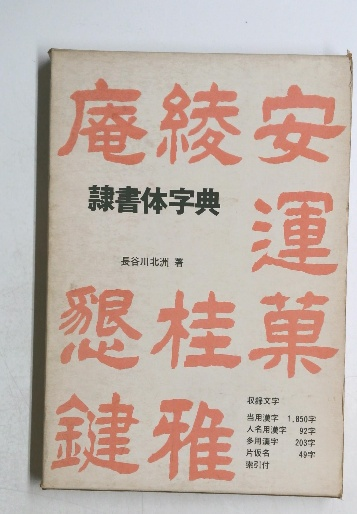 安運菓
綾桂雅
庵懇鍵
隷書体字典
長谷川北洲 著
収録文字
当用漢字 1,850字
人名用漢字 92字
多用漢字 203字
片仮名 49字
索引付